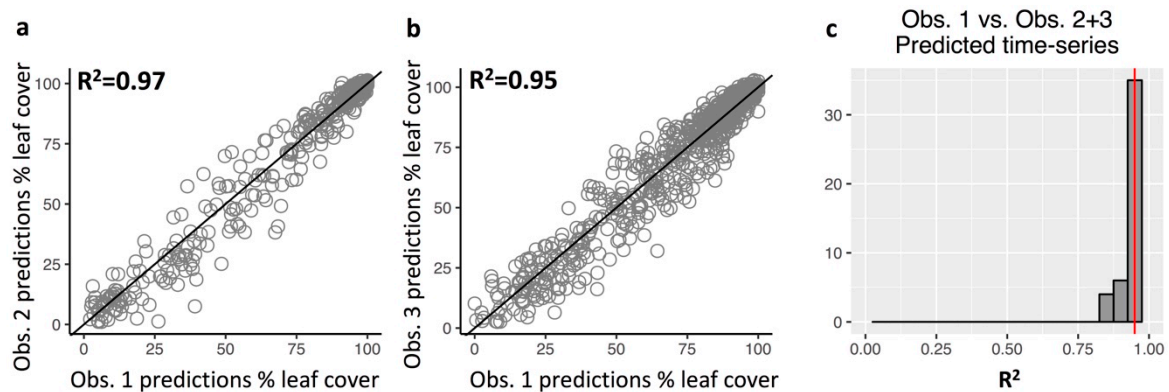 a
R²=0.97
Obs. 2 predictions % leaf cover
100
75
50
25
0
0 25 50 75 100
Obs. 1 predictions % leaf cover
b
R²=0.95
Obs. 3 predictions % leaf cover
100
75
50
25
0
0 25 50 75 100
Obs. 1 predictions % leaf cover
c
Obs. 1 vs. Obs. 2+3
Predicted time-series
30
20
10
0
0.00 0.25 0.50 0.75 1.00
R²